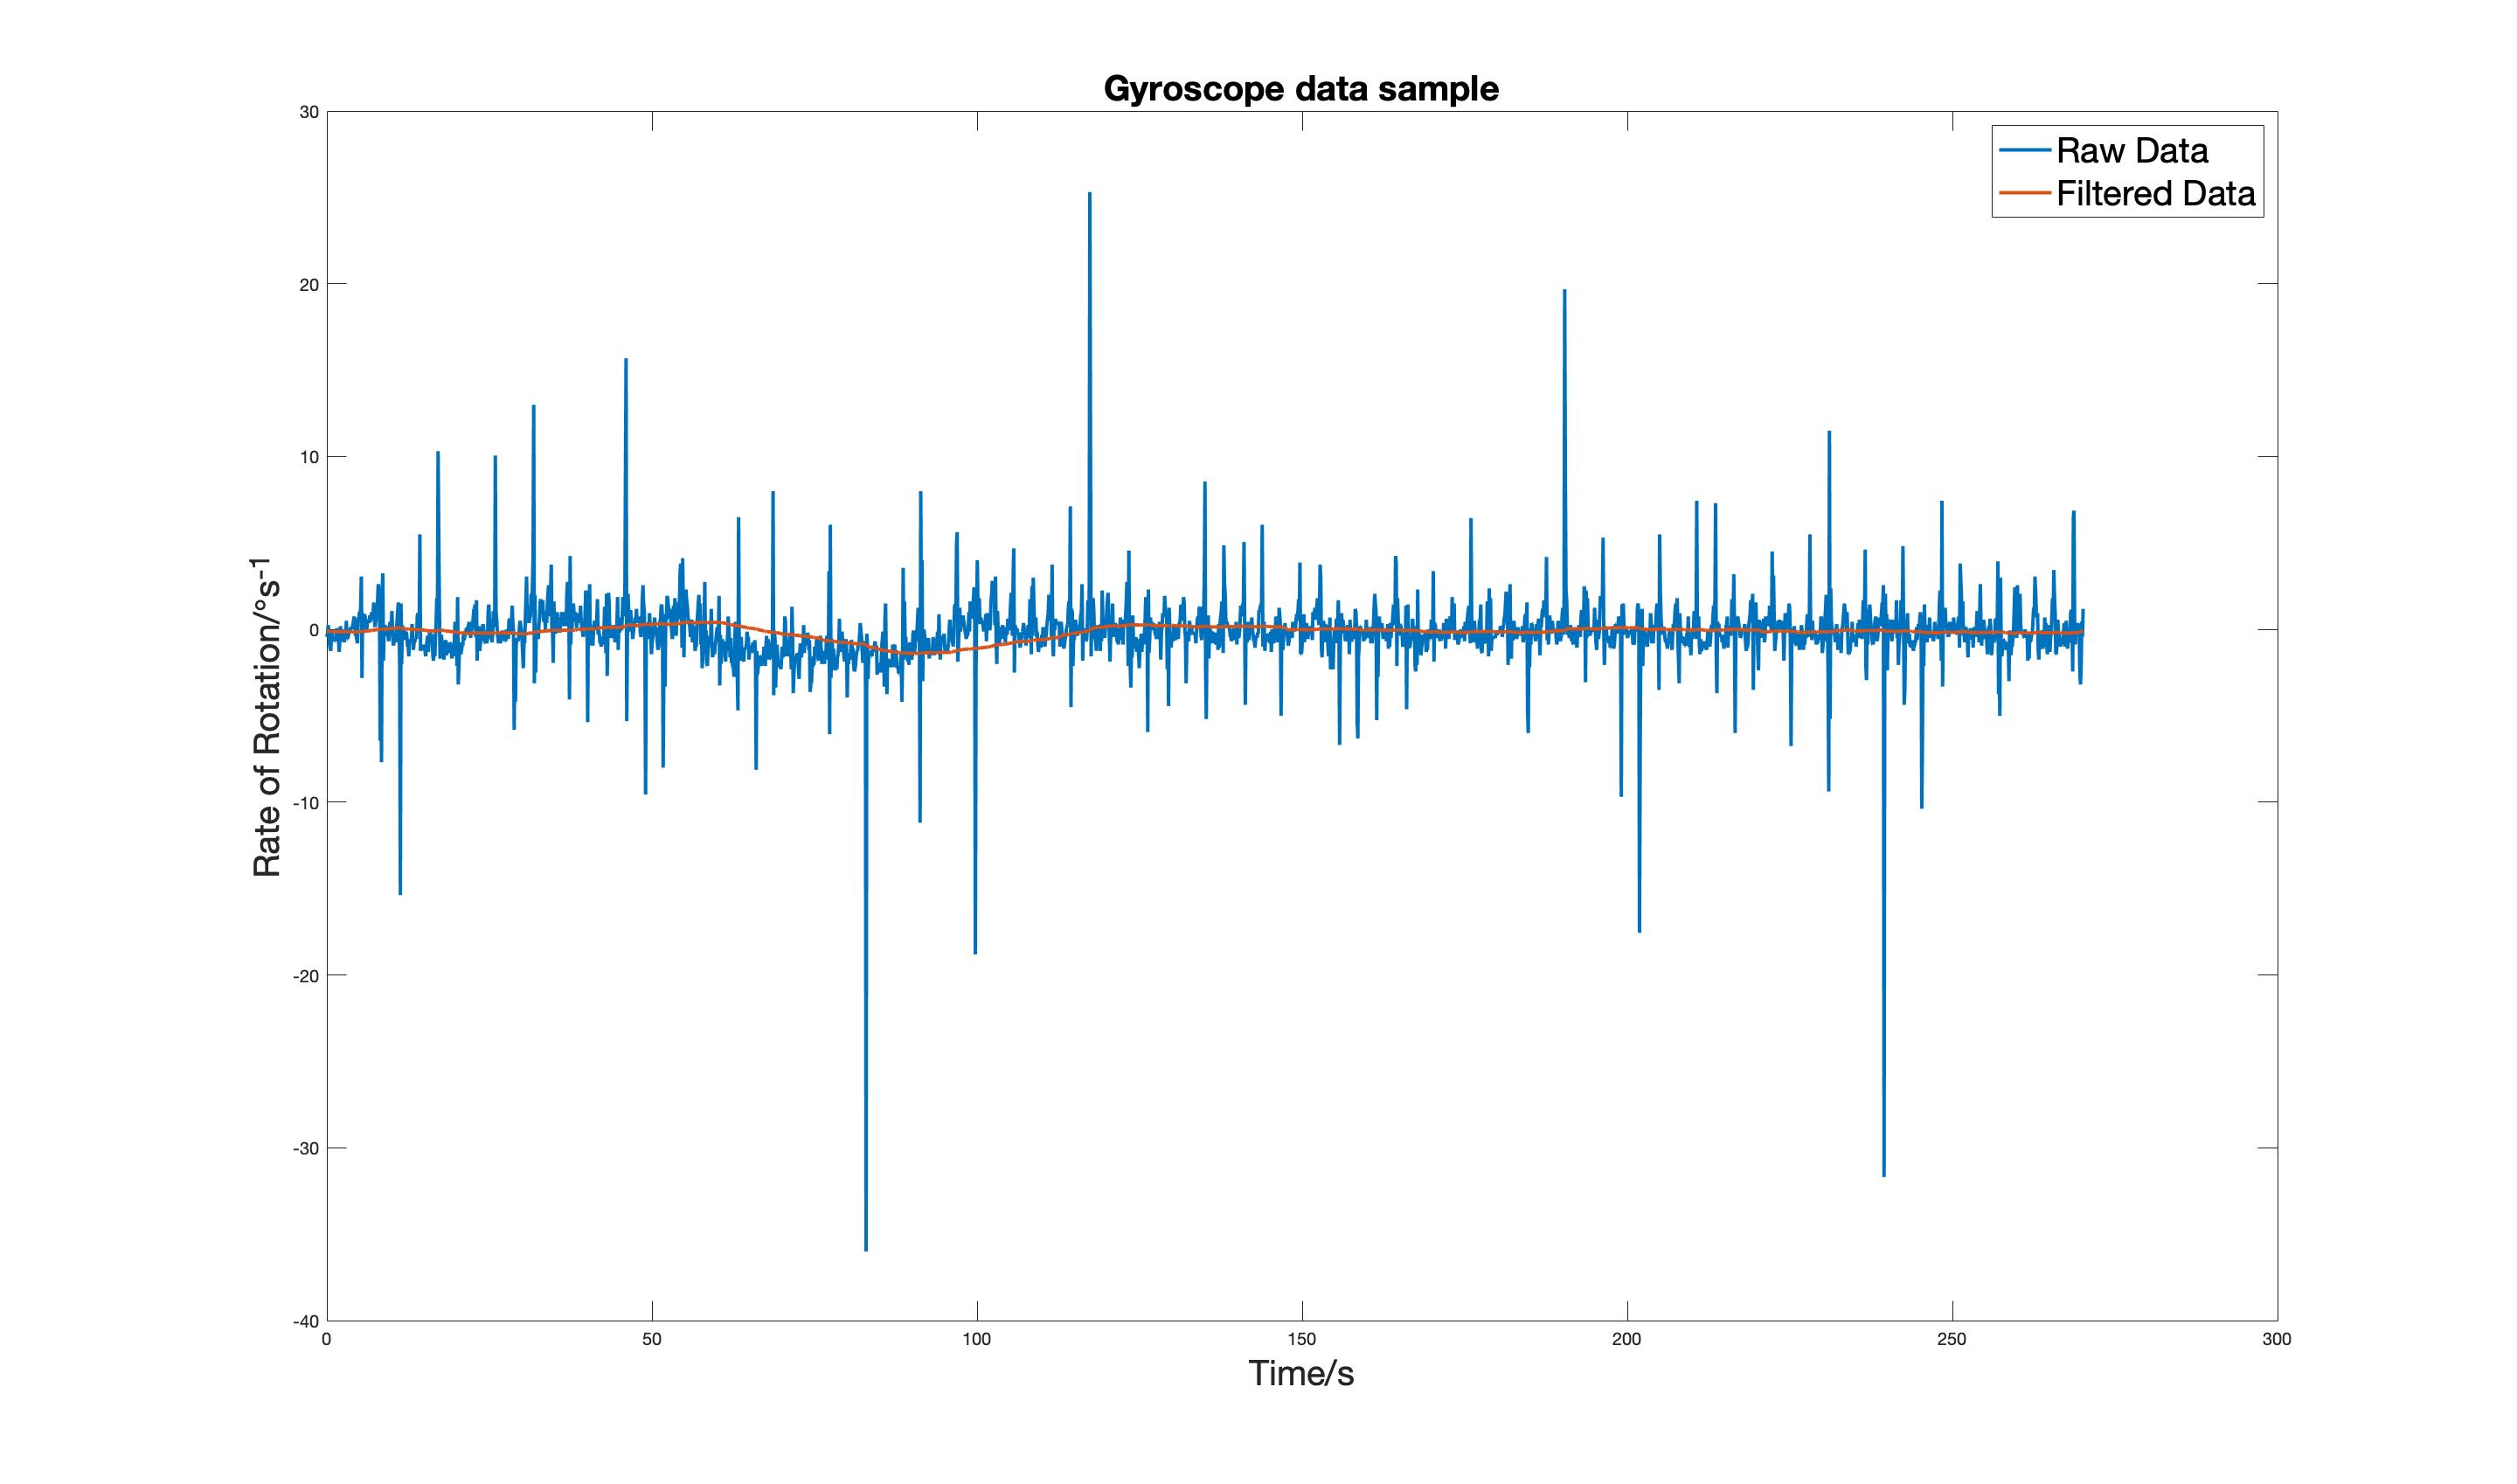 Gyroscope data sample
Raw Data
Filtered Data
30
20
10
0
-10
-20
-30
-40
Rate of Rotation/°s-1
0 50 100 150 200 250 300
Time/s